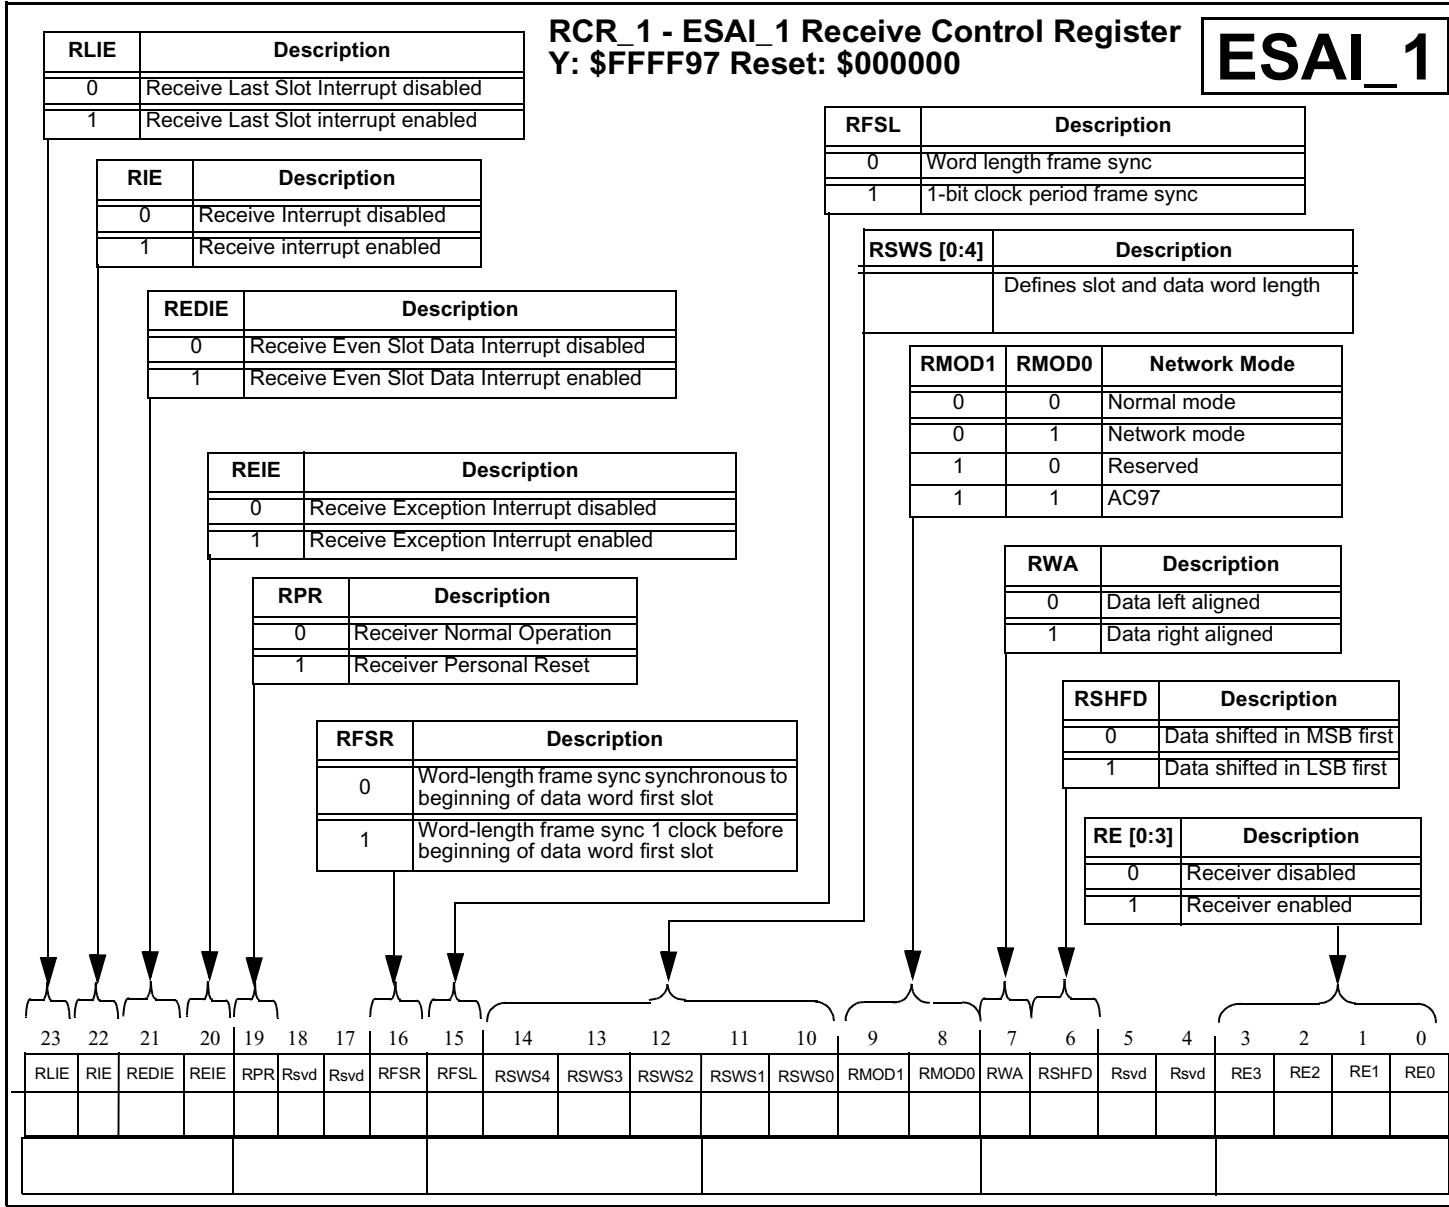 RCR_1 - ESAI_1 Receive Control Register
Y: $FFFF97 Reset: $000000
ESAI_1
RLIE Description
0 Receive Last Slot Interrupt disabled
1 Receive Last Slot interrupt enabled
RIE Description
0 Receive Interrupt disabled
1 Receive interrupt enabled
REDIE Description
0 Receive Even Slot Data Interrupt disabled
1 Receive Even Slot Data Interrupt enabled
REIE Description
0 Receive Exception Interrupt disabled
1 Receive Exception Interrupt enabled
RPR Description
0 Receiver Normal Operation
1 Receiver Personal Reset
RFSR Description
0 Word-length frame sync synchronous to
beginning of data word first slot
1 Word-length frame sync 1 clock before
beginning of data word first slot
RFSL Description
0 Word length frame sync
1 1-bit clock period frame sync
RSWS [0:4] Description
Defines slot and data word length
RMOD1 RMOD0 Network Mode
0 0 Normal mode
0 1 Network mode
1 0 Reserved
1 1 AC97
RWA Description
0 Data left aligned
1 Data right aligned
RSHFD Description
0 Data shifted in MSB first
1 Data shifted in LSB first
RE [0:3] Description
0 Receiver disabled
1 Receiver enabled
23 22 21 20 19 18 17 16 15 14 13 12 11 10 9 8 7 6 5 4 3 2 1 0
RLIE RIE REDIE REIE RPR Rsvd Rsvd RFSR RFSL RSWS4 RSWS3 RSWS2 RSWS1 RSWS0 RMOD1 RMOD0 RWA RSHFD Rsvd Rsvd RE3 RE2 RE1 RE0